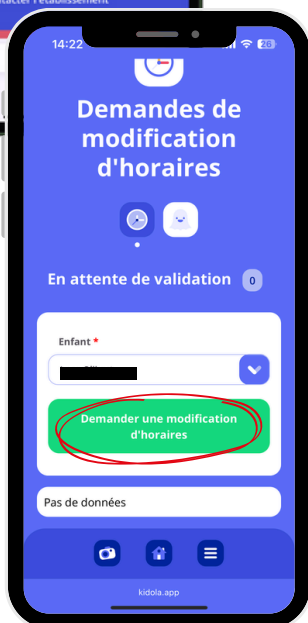 contacter l'établissement
14:22
26
Demandes de
modification
d'horaires
En attente de validation 0
Enfant *
Demander une modification
d'horaires
Pas de données
kidola.app